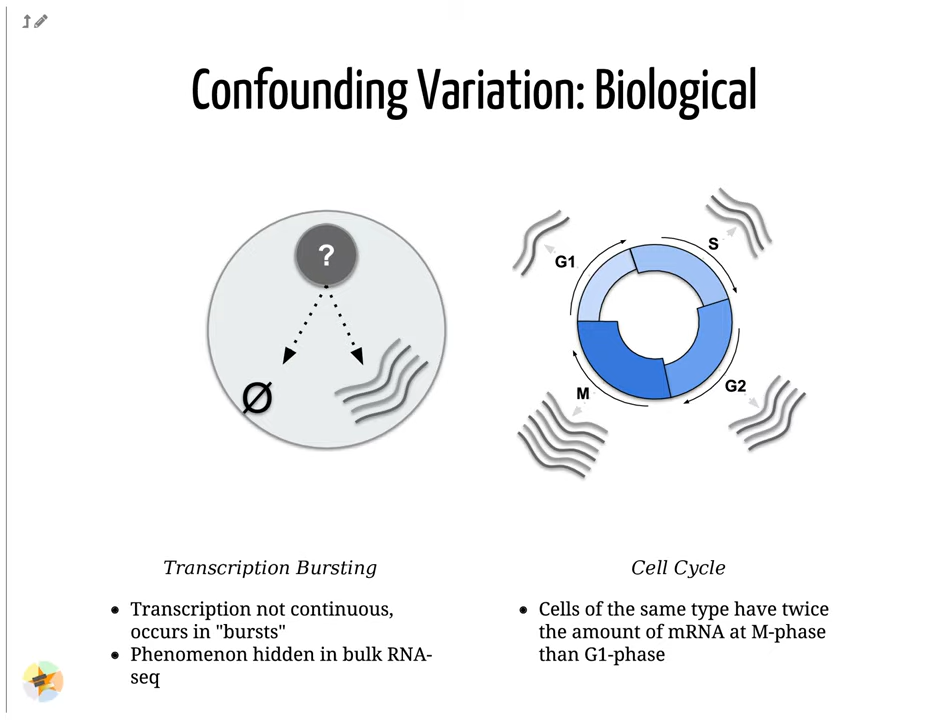 Confounding Variation: Biological
?
Ø
G1
S
M
G2
Transcription Bursting
Transcription not continuous,
occurs in "bursts"
Phenomenon hidden in bulk RNA-
seq
Cell Cycle
Cells of the same type have twice
the amount of mRNA at M-phase
than G1-phase